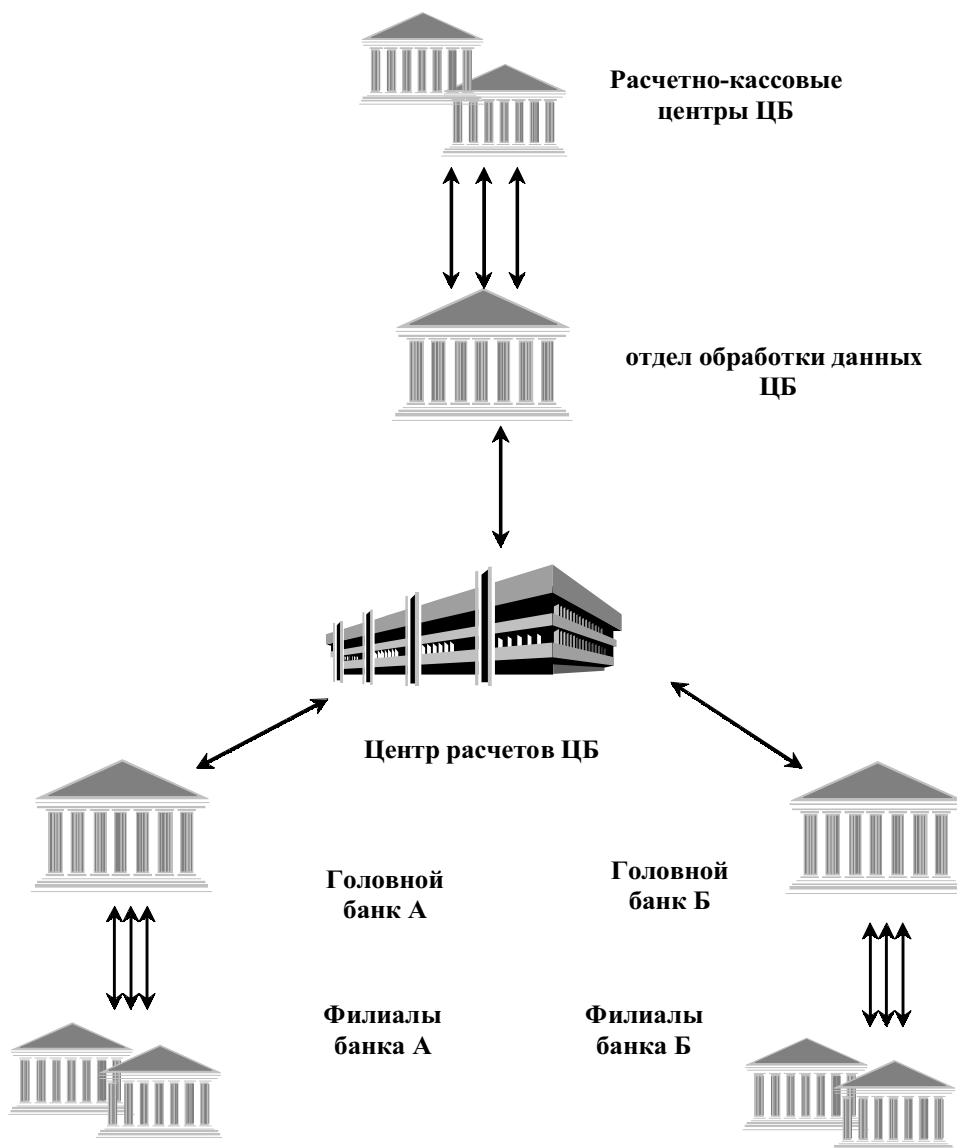 Расчетно-кассовые
центры ЦБ
отдел обработки данных
ЦБ
Центр расчетов ЦБ
Головной
банк А
Головной
банк Б
Филиалы
банка А
Филиалы
банка Б